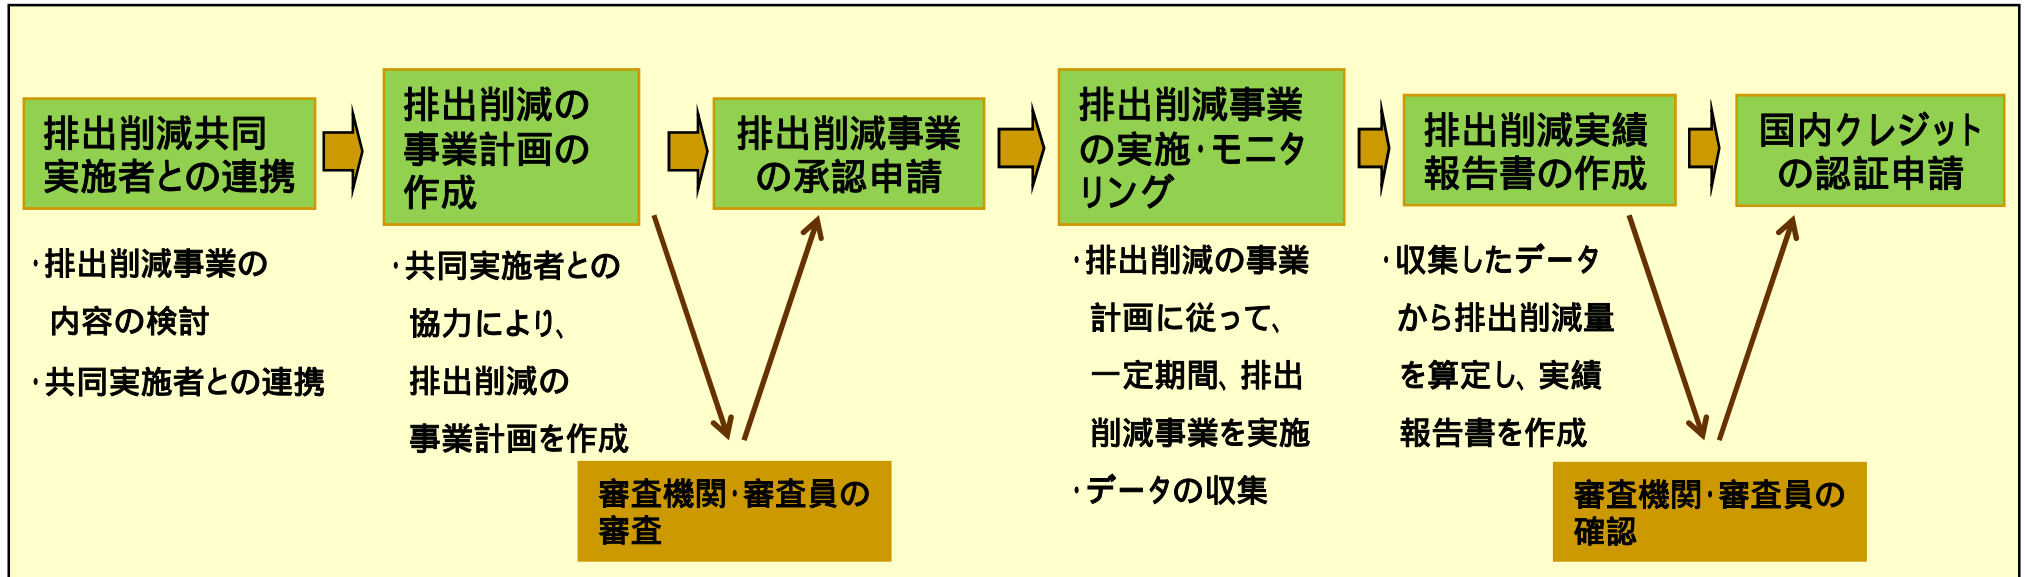 排出削減共同
実施者との連携
・排出削減事業の
内容の検討
・共同実施者との連携
排出削減の
事業計画の
作成
・共同実施者との
協力により、
排出削減の
事業計画を作成
審査機関・審査員の
審査
排出削減事業
の承認申請
排出削減事業
の実施・モニタ
リング
・排出削減の事業
計画に従って、
一定期間、排出
削減事業を実施
・データの収集
排出削減実績
報告書の作成
・収集したデータ
から排出削減量
を算定し、実績
報告書を作成
審査機関・審査員の
確認
国内クレジット
の認証申請